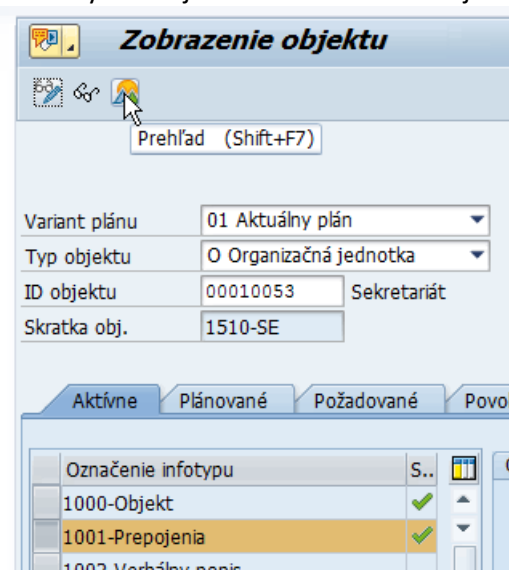 Zobrazenie objektu
Prehľad (Shift+F7)
Variant plánu 01 Aktuálny plán
Typ objektu O Organizačná jednotka
ID objektu 00010053 Sekretariát
Skratka obj. 1510-SE
Aktívne Plánované Požadované
Označenie infotypu S..
1000-Objekt
1001-Prepojenia